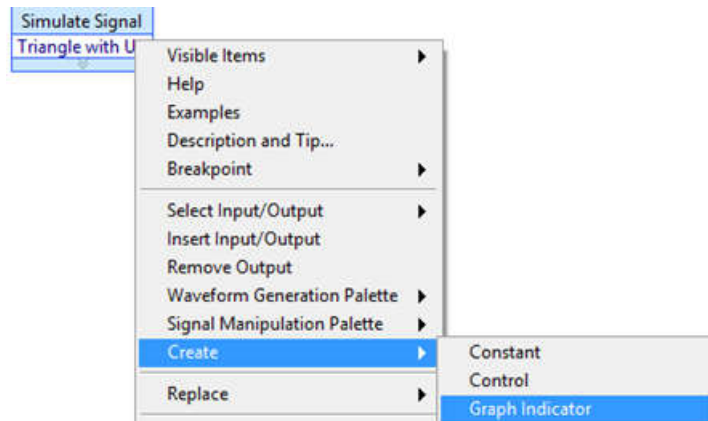 Simulate Signal
Triangle with U
Visible Items
Help
Examples
Description and Tip...
Breakpoint
Select Input/Output
Insert Input/Output
Remove Output
Waveform Generation Palette
Signal Manipulation Palette
Create
Constant
Control
Replace
Graph Indicator